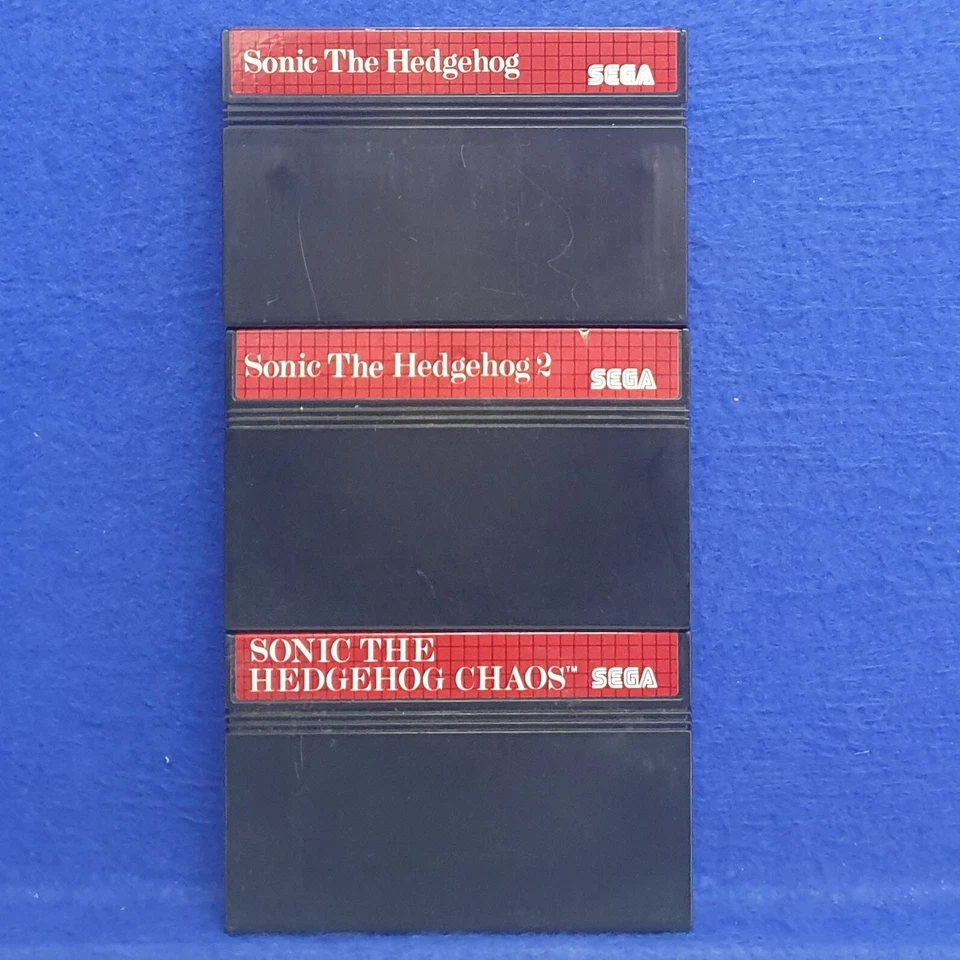 Sonic The Hedgehog
SEGA
Sonic The Hedgehog 2
SEGA
SONIC THE
HEDGEHOG CHAOS™ SEGA